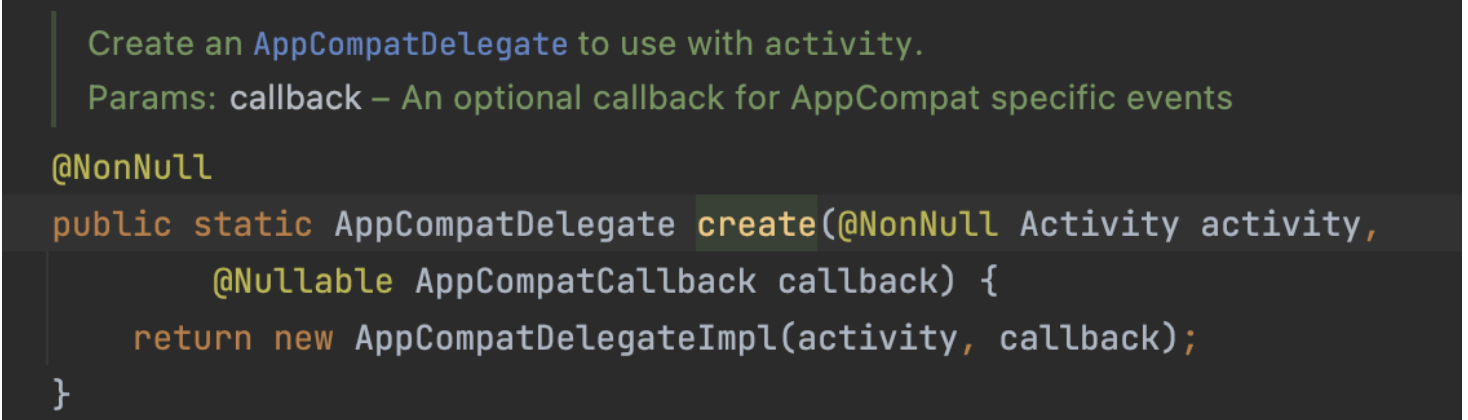 Create an AppCompatDelegate to use with activity.
Params: callback – An optional callback for AppCompat specific events
@NonNull
public static AppCompatDelegate create(@NonNull Activity activity,
@Nullable AppCompatCallback callback) {
return new AppCompatDelegateImpl(activity, callback);
}